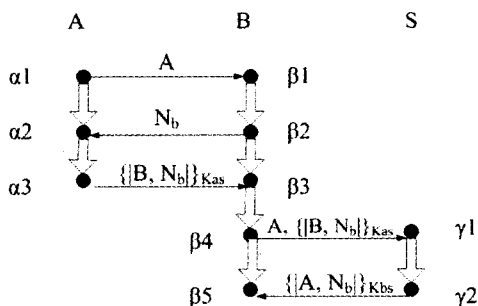 A B S
α1 A β1
α2 N_b β2
α3 {|B, N_b|}_Kas β3
β4 A, {|B, N_b|}_Kas γ1
β5 {|A, N_b|}_Kbs γ2